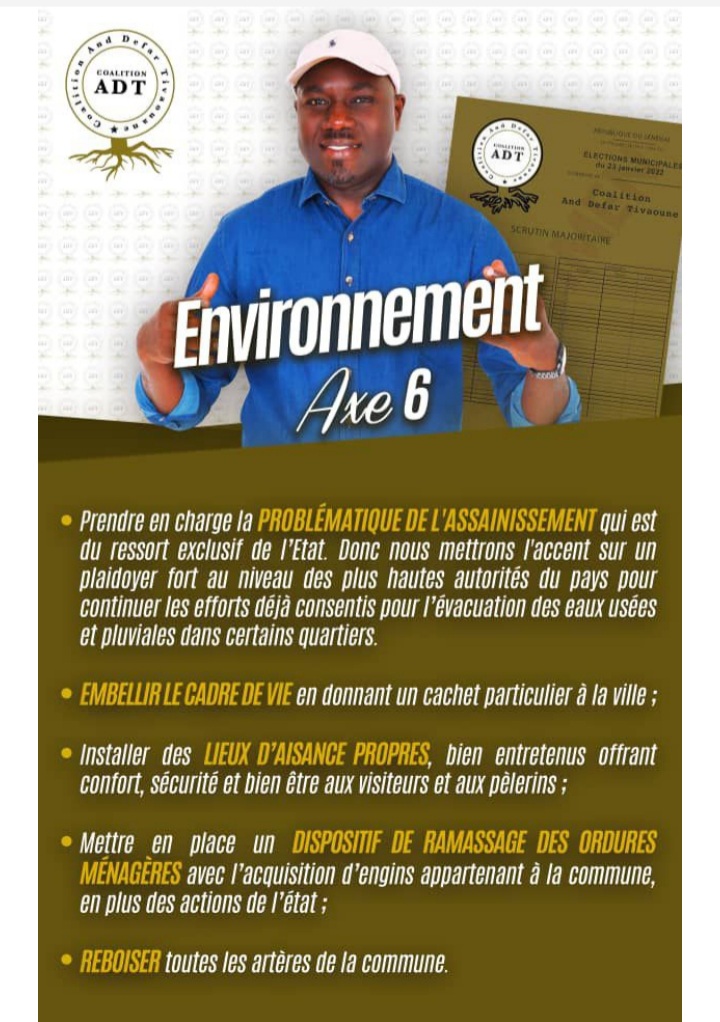 Coalition And Defar Tivaouane
COALITION
ADT
Coalition And Defar Tivaouane
COALITION
ADT
RÉPUBLIQUE DU SÉNÉGAL
ÉLECTIONS MUNICIPALES
du 23 janvier 2022
Coalition
And Defar Tivaoune
SCRUTIN MAJORITAIRE
Environnement
Axe 6
• Prendre en charge la PROBLÉMATIQUE DE L'ASSAINISSEMENT qui est
du ressort exclusif de l'Etat. Donc nous mettrons l'accent sur un
plaidoyer fort au niveau des plus hautes autorités du pays pour
continuer les efforts déjà consentis pour l'évacuation des eaux usées
et pluviales dans certains quartiers.
• EMBELLIR LE CADRE DE VIE en donnant un cachet particulier à la ville ;
• Installer des LIEUX D'AISANCE PROPRES, bien entretenus offrant
confort, sécurité et bien être aux visiteurs et aux pèlerins ;
• Mettre en place un DISPOSITIF DE RAMASSAGE DES ORDURES
MÉNAGÈRES avec l'acquisition d'engins appartenant à la commune,
en plus des actions de l'état ;
• REBOISER toutes les artères de la commune.